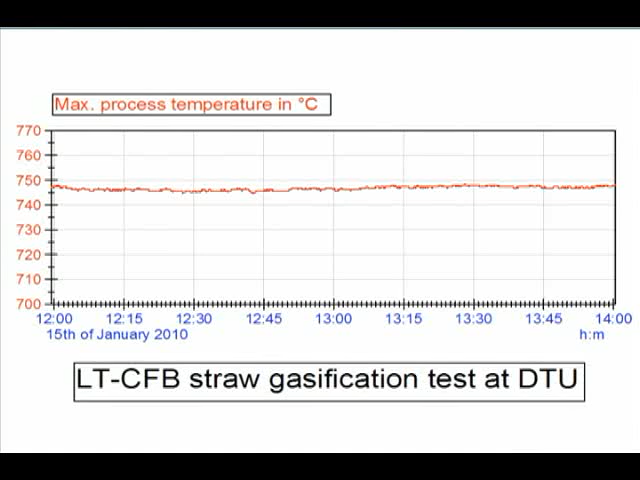 Max. process temperature in °C
770
760
750
740
730
720
710
700
12:00 12:15 12:30 12:45 13:00 13:15 13:30 13:45 14:00
15th of January 2010 h:m
LT-CFB straw gasification test at DTU